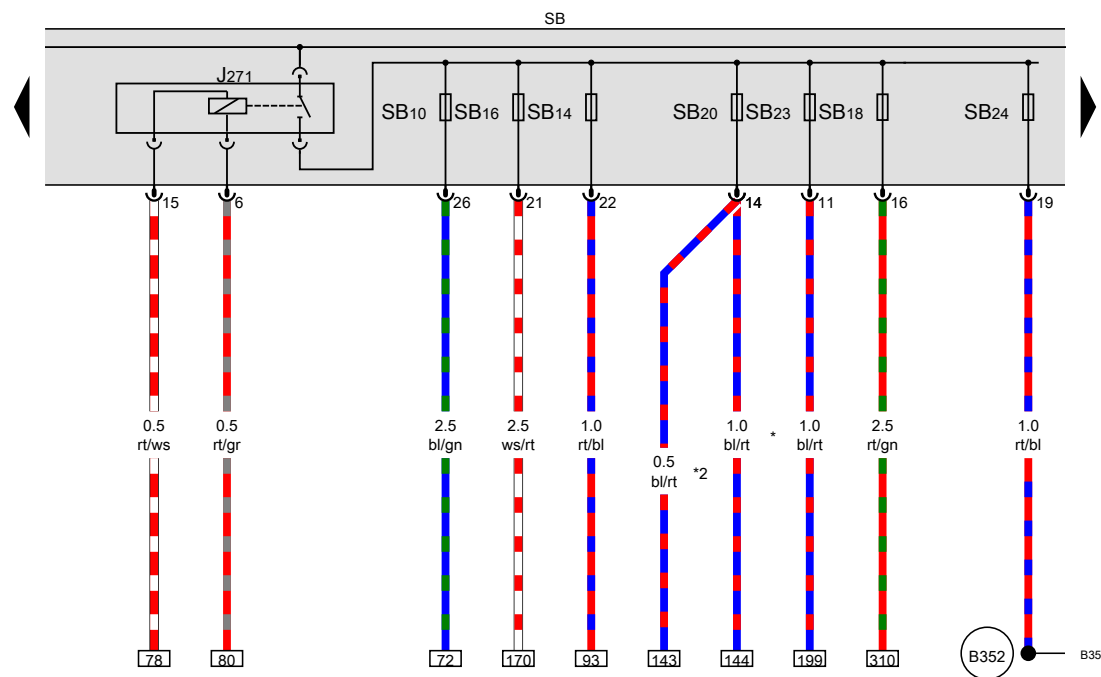 SB
J271
SB10 SB16 SB14 SB20 SB23 SB18 SB24
15 6 26 21 22 14 11 16 19
0.5 0.5 2.5 2.5 1.0 1.0 1.0 2.5 1.0
rt/ws rt/gr bl/gn ws/rt rt/bl bl/rt * bl/rt rt/gn rt/bl
0.5
bl/rt *2
78 80 72 170 93 143 144 199 310 B352 B35